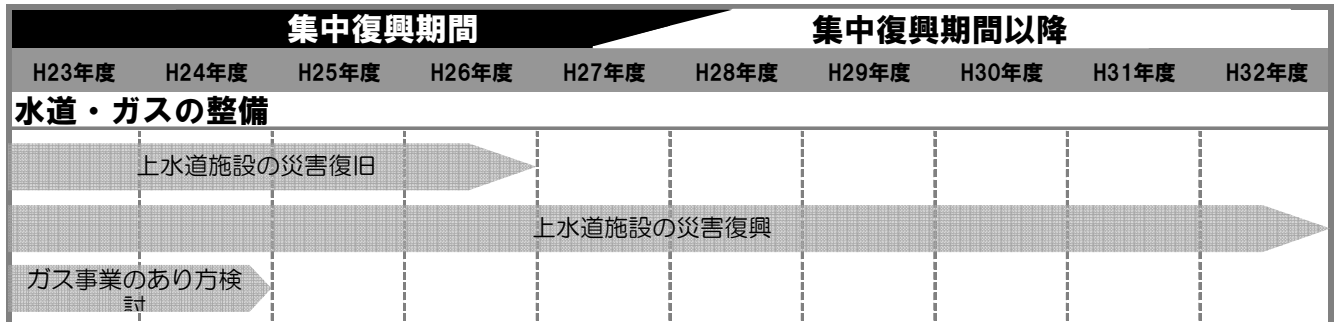 集中復興期間 集中復興期間以降
H23年度 H24年度 H25年度 H26年度 H27年度 H28年度 H29年度 H30年度 H31年度 H32年度
水道・ガスの整備
上水道施設の災害復旧
上水道施設の災害復興
ガス事業のあり方検
討